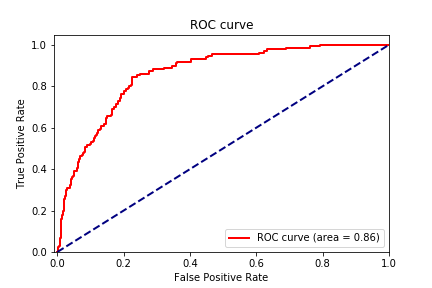 ROC curve
1.0
0.8
0.6
0.4
0.2
0.0
True Positive Rate
ROC curve (area = 0.86)
0.0 0.2 0.4 0.6 0.8 1.0
False Positive Rate